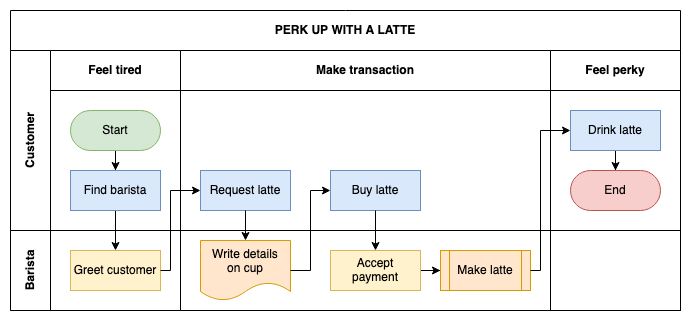 PERK UP WITH A LATTE
Feel tired
Make transaction
Feel perky
Customer
Start
Drink latte
Find barista
Request latte
Buy latte
End
Barista
Greet customer
Write details
on cup
Accept
payment
Make latte